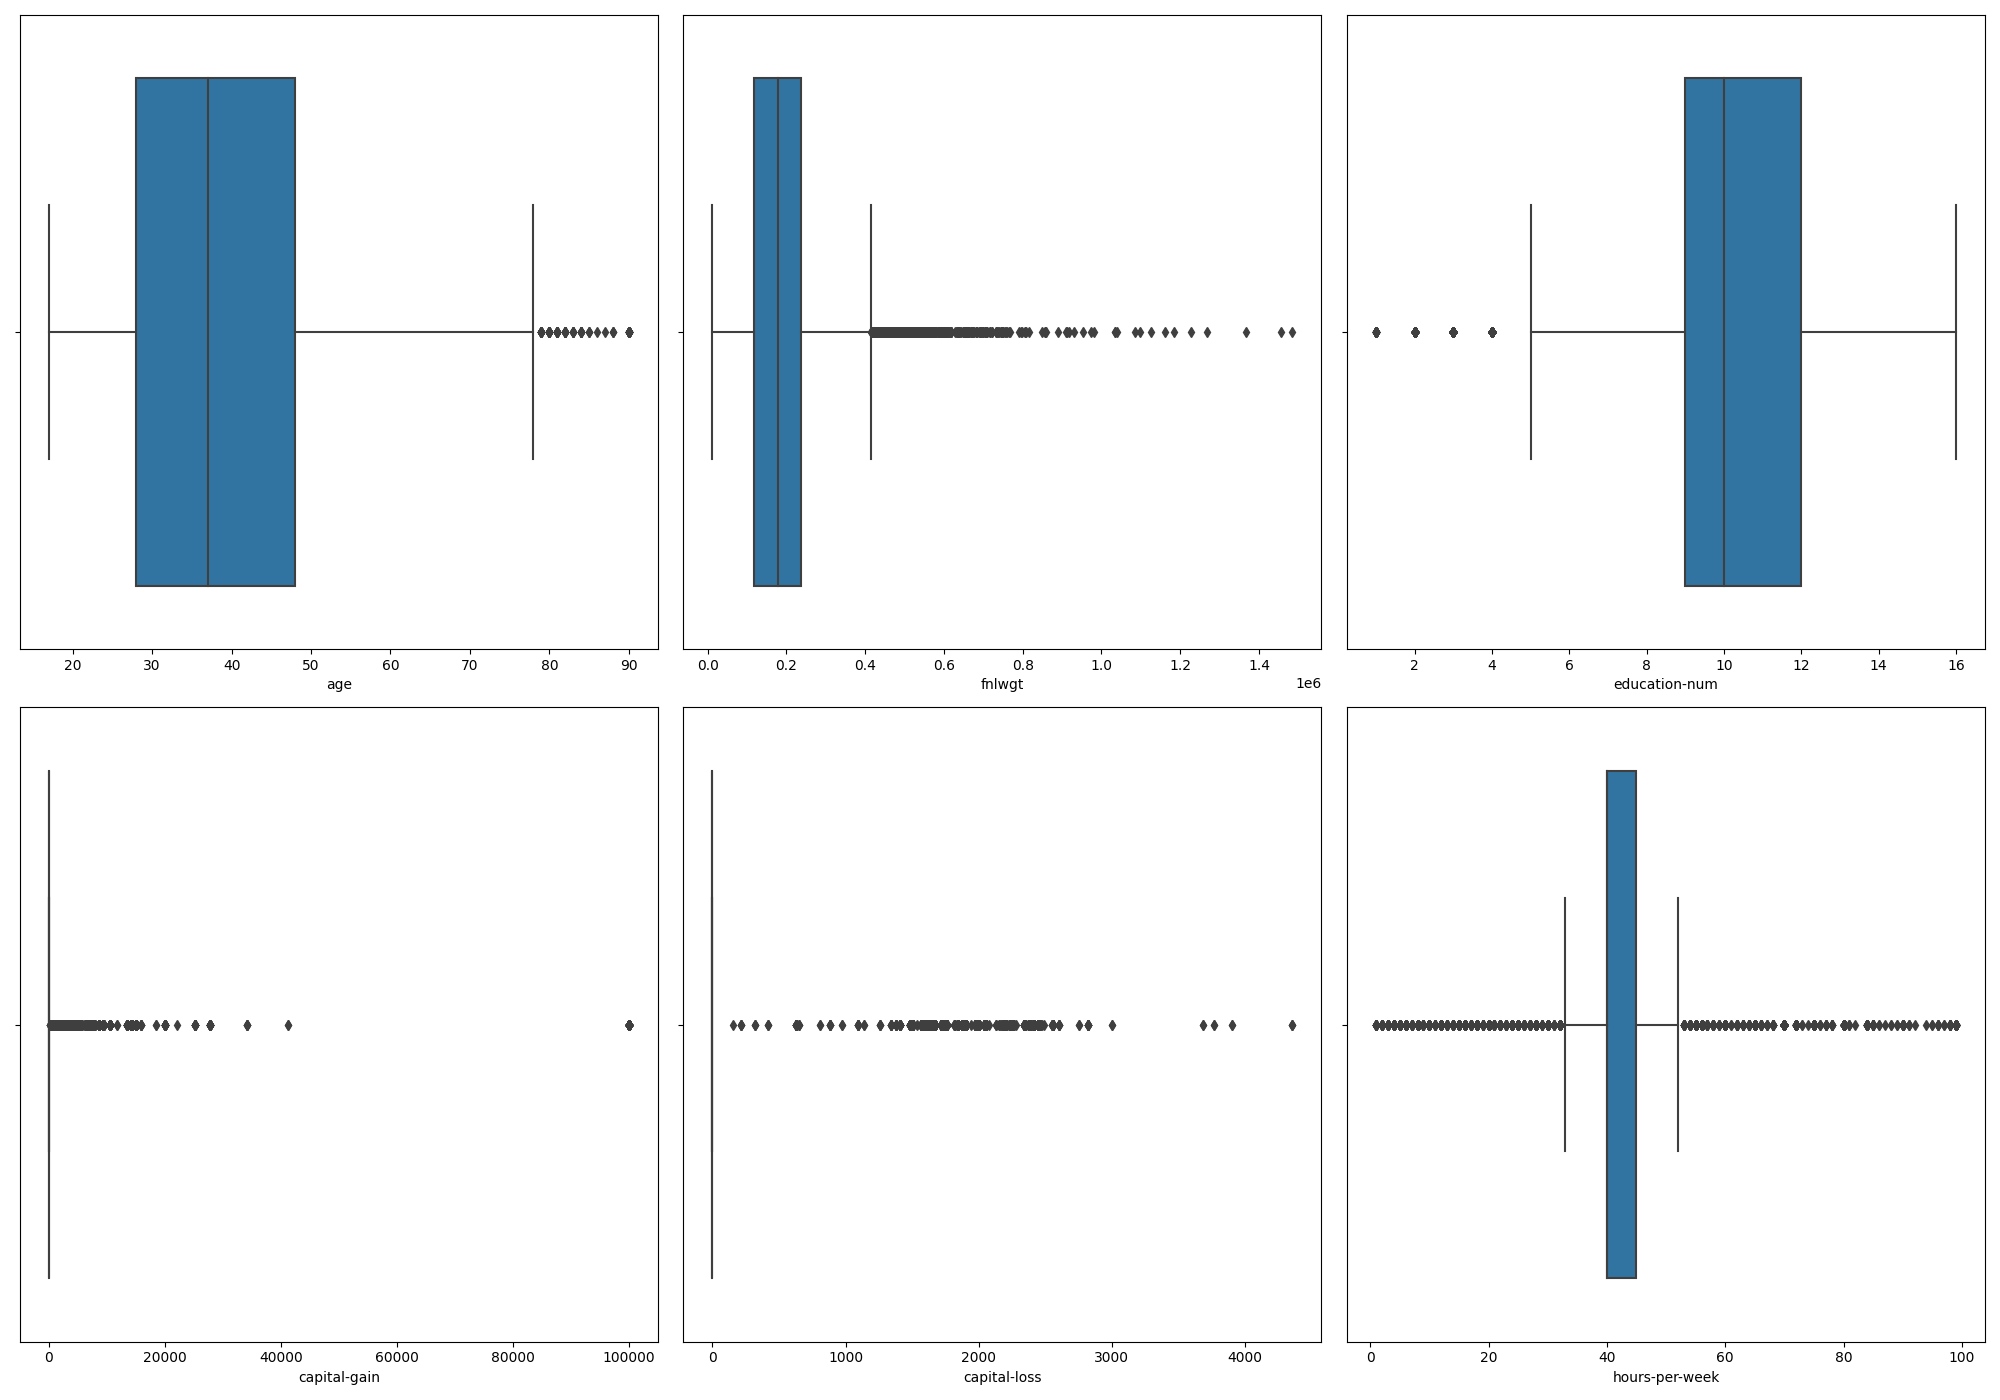 20 30 40 50 60 70 80 90
age
0.0 0.2 0.4 0.6 0.8 1.0 1.2 1.4
1e6
fnlwgt
2 4 6 8 10 12 14 16
education-num
0 20000 40000 60000 80000 100000
capital-gain
0 1000 2000 3000 4000
capital-loss
0 20 40 60 80 100
hours-per-week